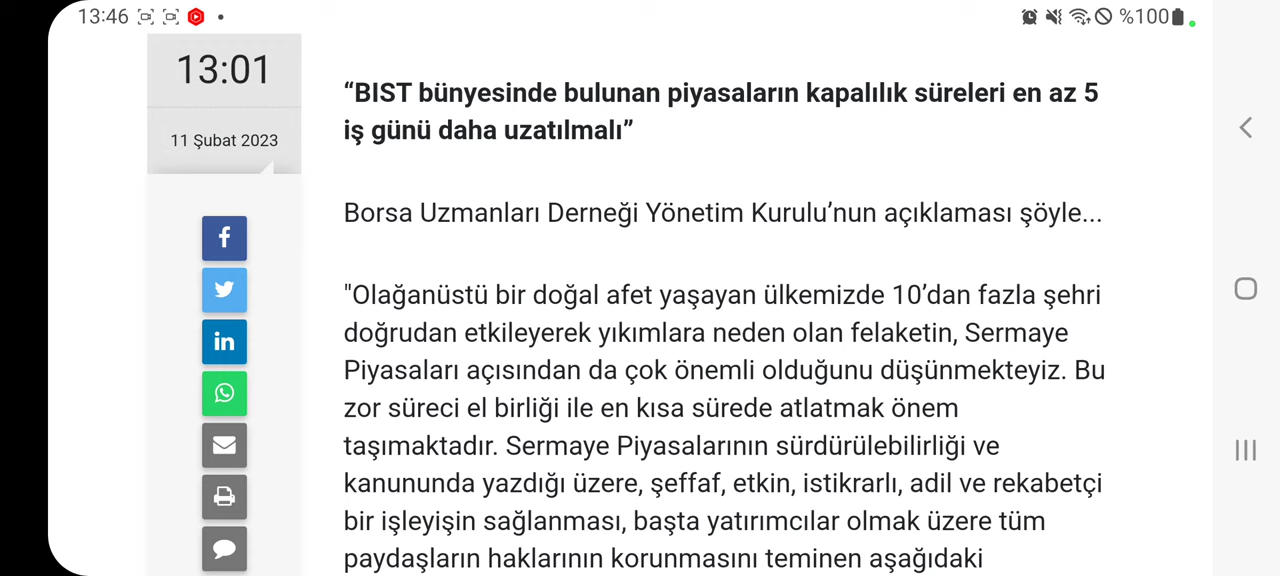 13:46
%100
13:01
11 Şubat 2023
“BIST bünyesinde bulunan piyasaların kapalılık süreleri en az 5
iş günü daha uzatılmalı”
Borsa Uzmanları Derneği Yönetim Kurulu’nun açıklaması şöyle...
"Olağanüstü bir doğal afet yaşayan ülkemizde 10’dan fazla şehri
doğrudan etkileyerek yıkımlara neden olan felaketin, Sermaye
Piyasaları açısından da çok önemli olduğunu düşünmekteyiz. Bu
zor süreci el birliği ile en kısa sürede atlatmak önem
taşımaktadır. Sermaye Piyasalarının sürdürülebilirliği ve
kanununda yazdığı üzere, şeffaf, etkin, istikrarlı, adil ve rekabetçi
bir işleyişin sağlanması, başta yatırımcılar olmak üzere tüm
paydaşların haklarının korunmasını teminen aşağıdaki